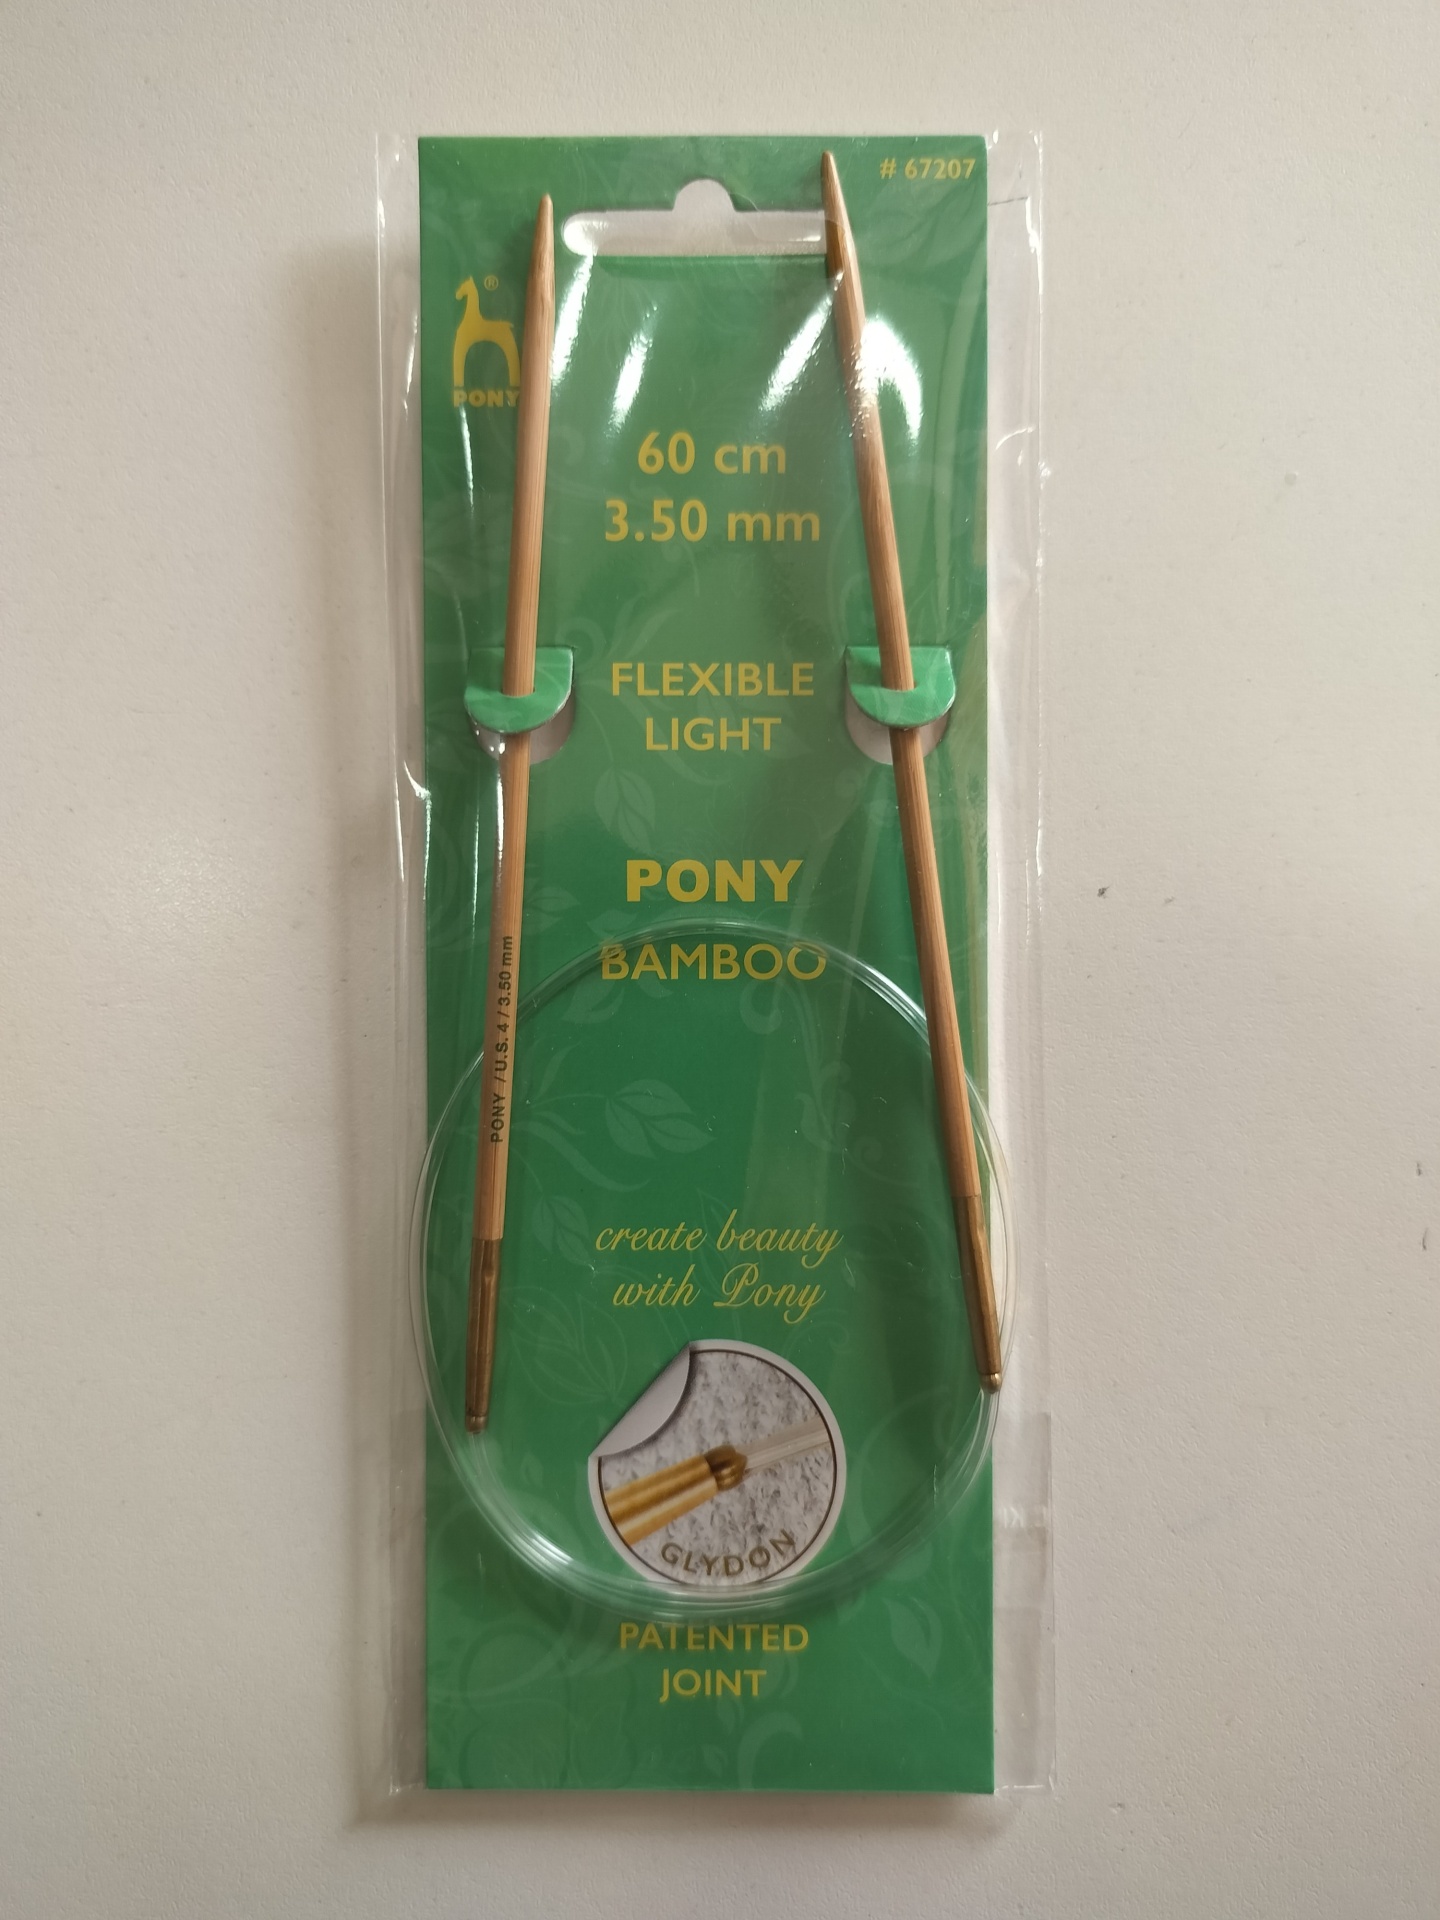 # 67207
®
PONY
60 cm
3.50 mm
FLEXIBLE
LIGHT
PONY
BAMBOO
PONY / U.S. 4 / 3.50 mm
create beauty
with Pony
GLYDON
PATENTED
JOINT